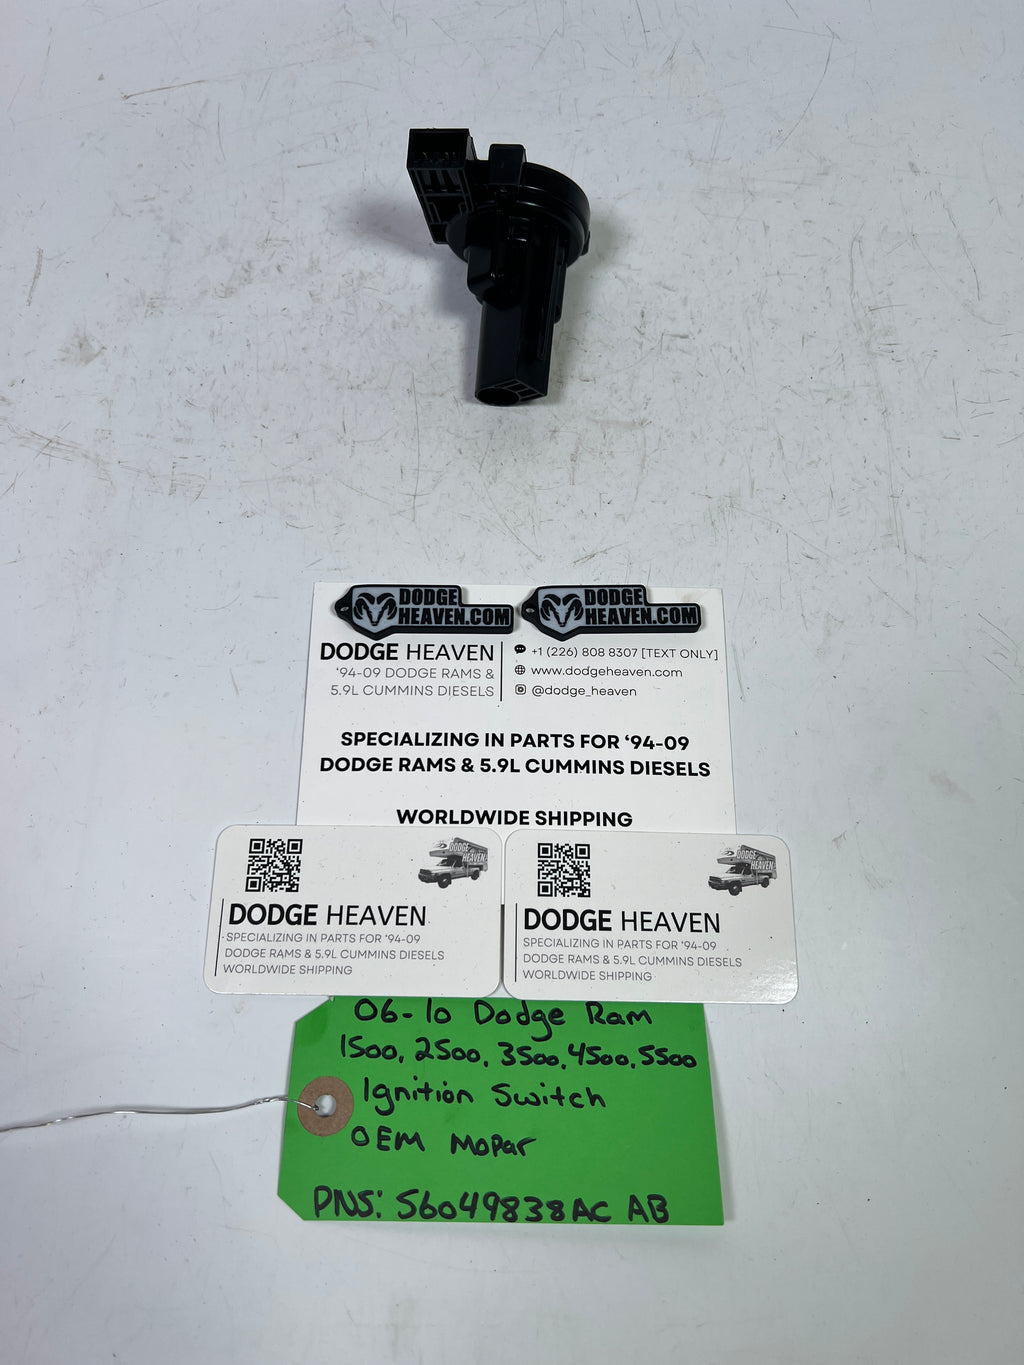 DODGE
HEAVEN.COM
DODGE
HEAVEN.COM
DODGE HEAVEN
'94-09 DODGE RAMS &
5.9L CUMMINS DIESELS
+1 (226) 808 8307 [TEXT ONLY]
www.dodgeheaven.com
@dodge_heaven
SPECIALIZING IN PARTS FOR '94-09
DODGE RAMS & 5.9L CUMMINS DIESELS
WORLDWIDE SHIPPING
DODGE
HEAVEN
DODGE HEAVEN
SPECIALIZING IN PARTS FOR '94-09
DODGE RAMS & 5.9L CUMMINS DIESELS
WORLDWIDE SHIPPING
DODGE
HEAVEN
DODGE HEAVEN
SPECIALIZING IN PARTS FOR '94-09
DODGE RAMS & 5.9L CUMMINS DIESELS
WORLDWIDE SHIPPING
06-10 Dodge Ram
1500, 2500, 3500, 4500, 5500
Ignition Switch
OEM Mopar
PNS: 56049838AC AB